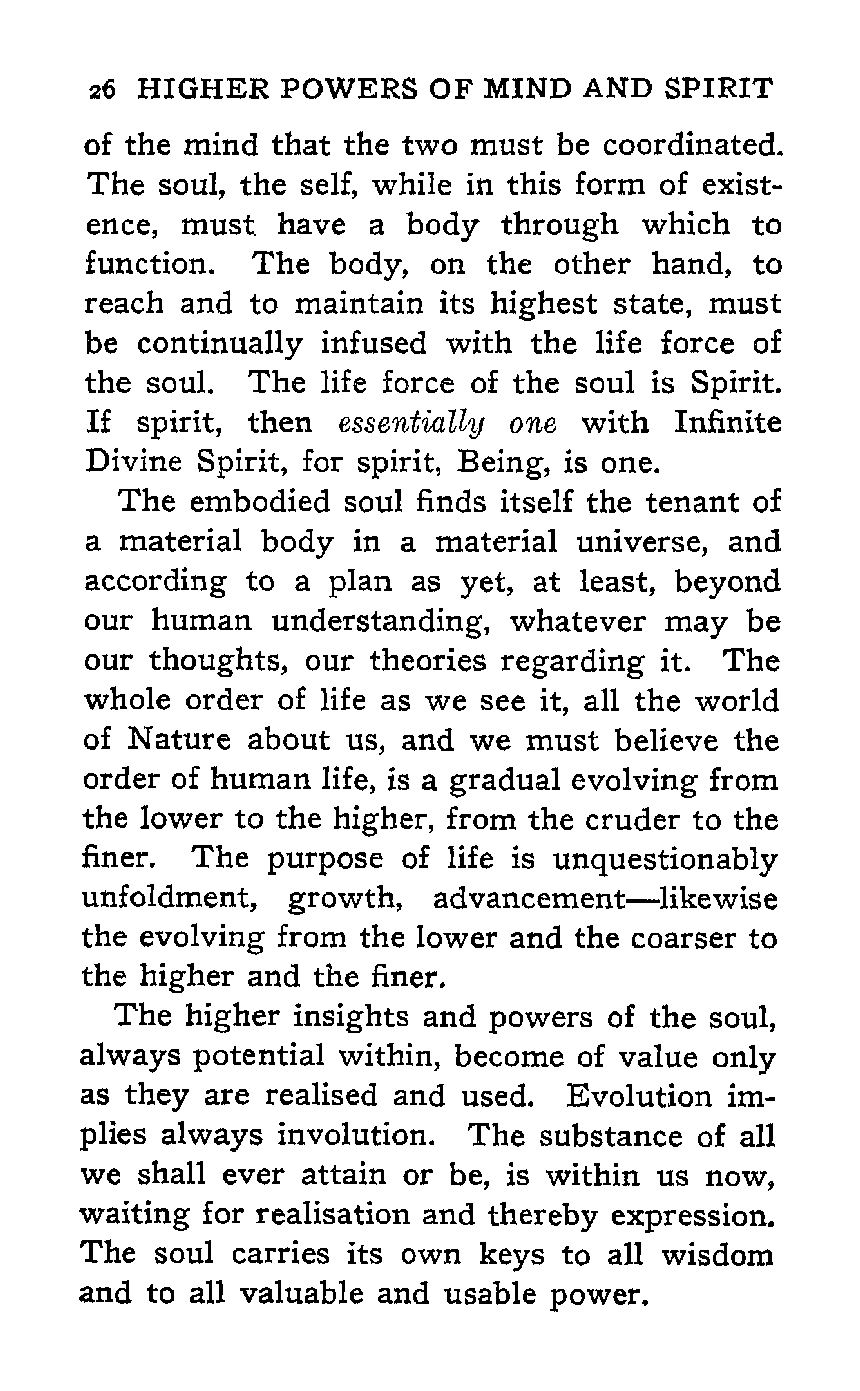 26 HIGHER POWERS OF MIND AND SPIRIT
of the mind that the two must be coordinated.
The soul, the self, while in this form of exist-
ence, must have a body through which to
function. The body, on the other hand, to
reach and to maintain its highest state, must
be continually infused with the life force of
the soul. The life force of the soul is Spirit.
If spirit, then essentially one with Infinite
Divine Spirit, for spirit, Being, is one.
The embodied soul finds itself the tenant of
a material body in a material universe, and
according to a plan as yet, at least, beyond
our human understanding, whatever may be
our thoughts, our theories regarding it. The
whole order of life as we see it, all the world
of Nature about us, and we must believe the
order of human life, is a gradual evolving from
the lower to the higher, from the cruder to the
finer. The purpose of life is unquestionably
unfoldment, growth, advancement—likewise
the evolving from the lower and the coarser to
the higher and the finer.
The higher insights and powers of the soul,
always potential within, become of value only
as they are realised and used. Evolution im-
plies always involution. The substance of all
we shall ever attain or be, is within us now,
waiting for realisation and thereby expression.
The soul carries its own keys to all wisdom
and to all valuable and usable power.